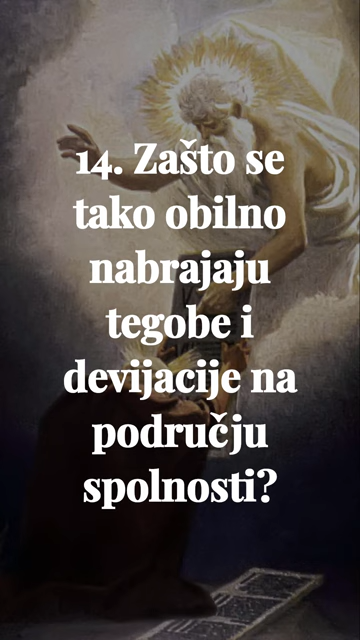 14. Zašto se
tako obilno
nabrajaju
tegobe i
devijacije na
području
spolnosti?